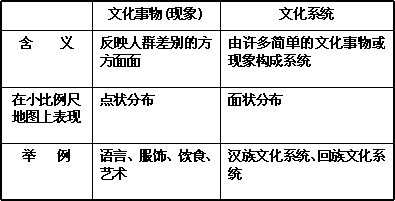 文化事物(现象) 文化系统
含 义 反映人群差别的方方面面 由许多简单的文化事物或现象构成系统
在小比例尺地图上表现 点状分布 面状分布
举 例 语言、服饰、饮食、艺术 汉族文化系统、回族文化系统